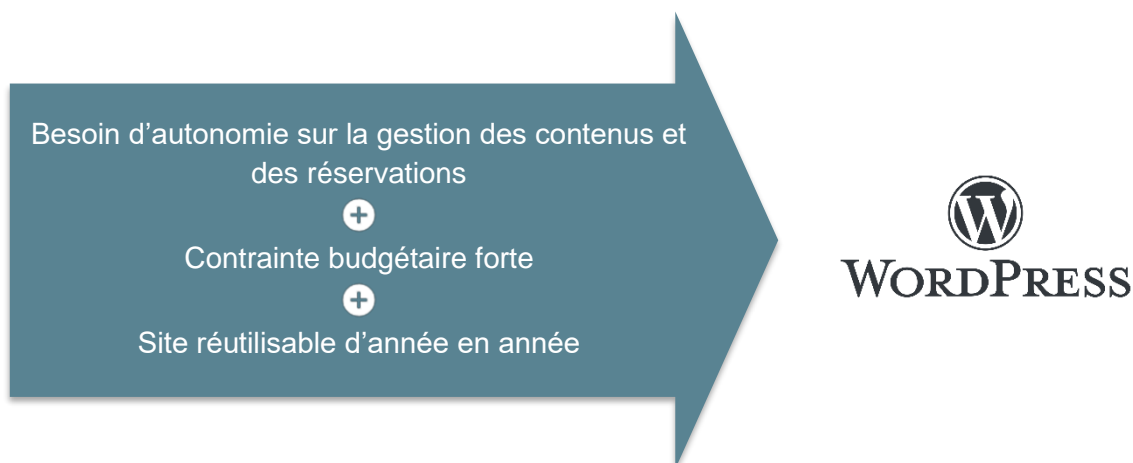 Besoin d’autonomie sur la gestion des contenus et
des réservations
+
Contrainte budgétaire forte
+
Site réutilisable d’année en année
W
WORDPRESS